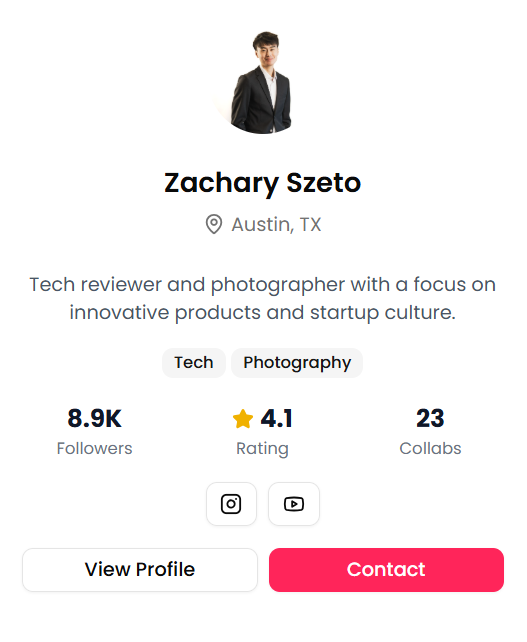 Zachary Szeto
Austin, TX
Tech reviewer and photographer with a focus on
innovative products and startup culture.
Tech Photography
8.9K 4.1 23
Followers Rating Collabs
View Profile Contact